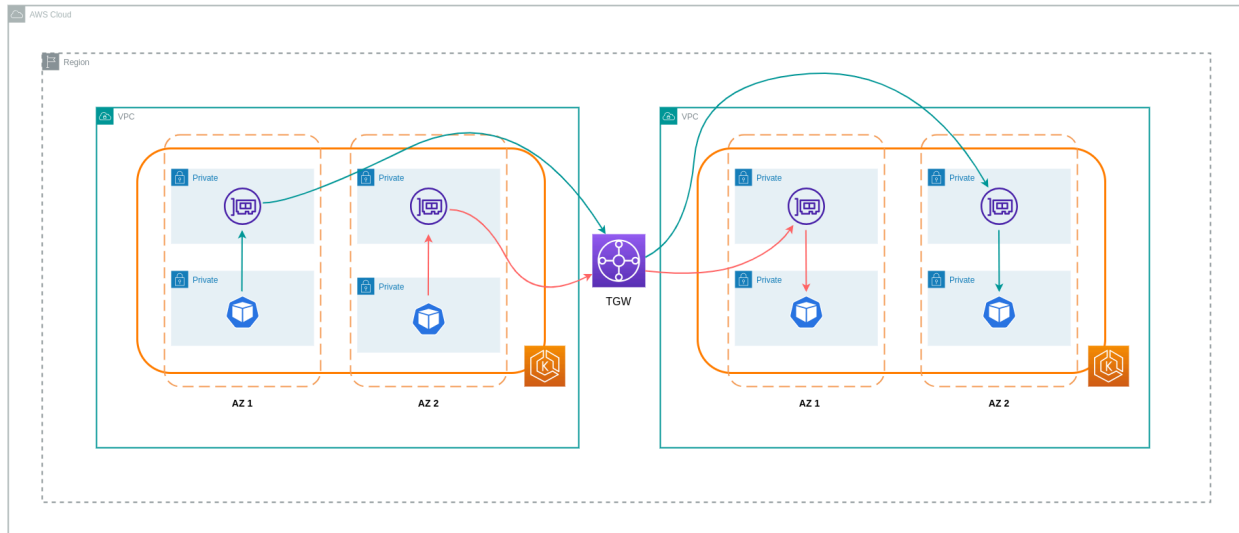 AWS Cloud
Region
VPC
VPC
Private
Private
Private
Private
TGW
Private
Private
Private
Private
K
K
AZ 1
AZ 2
AZ 1
AZ 2